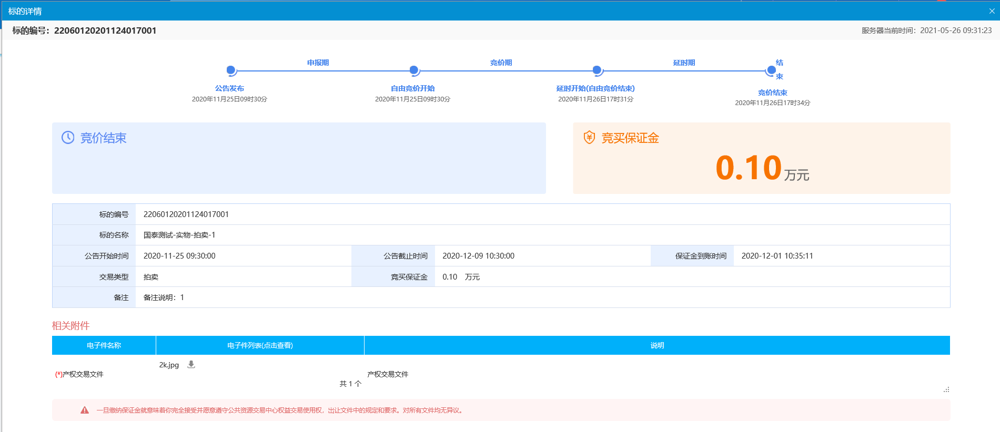 标的详情
标的编号：22060120201124017001
服务器当前时间：2021-05-26 09:31:23
申报期
竞价期
延时期
结
束
公告发布
2020年11月25日09时30分
自由竞价开始
2020年11月25日09时30分
延时开始(自由竞价结束)
2020年11月26日17时31分
竞价结束
2020年11月26日17时34分
竞价结束
竞买保证金
0.10万元
标的编号 22060120201124017001
标的名称 国泰测试-实物-拍卖-1
公告开始时间 2020-11-25 09:30:00 公告截止时间 2020-12-09 10:30:00 保证金到账时间 2020-12-01 10:35:11
交易类型 拍卖 竞买保证金 0.10 万元
备注 备注说明：1
相关附件
电子件名称 电子件列表(点击查看) 说明
2k.jpg
(*)产权交易文件
产权交易文件
共 1 个
一旦缴纳保证金就意味着你完全接受并愿意遵守公共资源交易中心权益交易使用权，出让文件中的规定和要求。对所有文件均无异议。